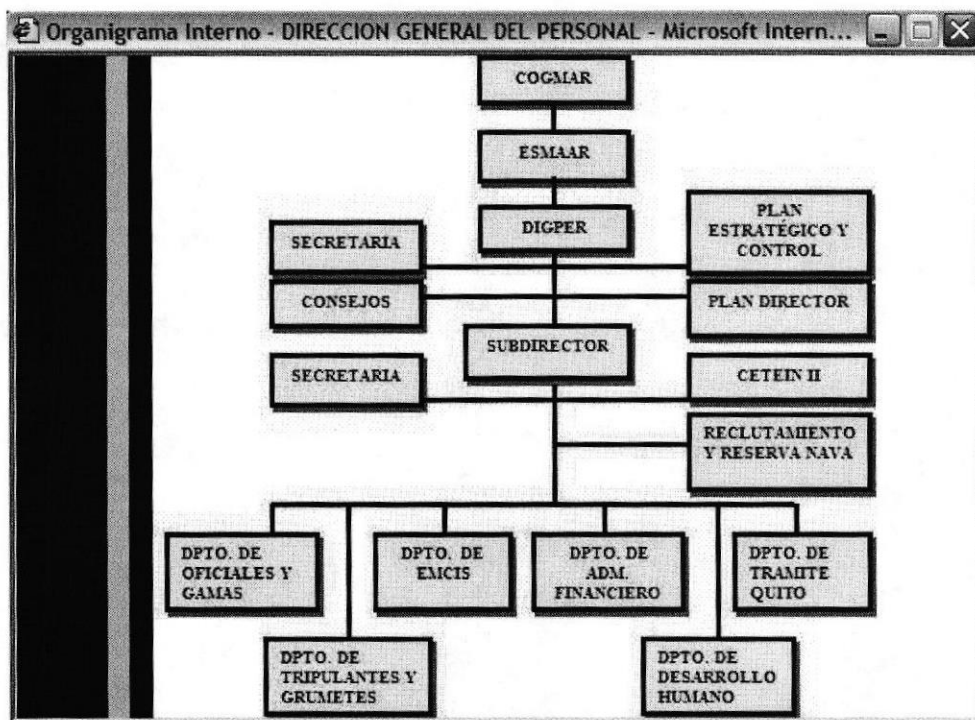 Organigrama Interno - DIRECCION GENERAL DEL PERSONAL - Microsoft Intern...
COGMAR
ESMAAR
DIGPER
SECRETARIA
PLAN
ESTRATÉGICO Y
CONTROL
CONSEJOS
PLAN DIRECTOR
SUBDIRECTOR
SECRETARIA
CETEIN II
RECLUTAMIENTO
Y RESERVA NAVA
DPTO. DE
OFICIALES Y
GAMAS
DPTO. DE
EMCIS
DPTO. DE
ADM.
FINANCIERO
DPTO. DE
TRAMITE
QUITO
DPTO. DE
TRIPULANTES Y
GRUMETES
DPTO. DE
DESARROLLO
HUMANO